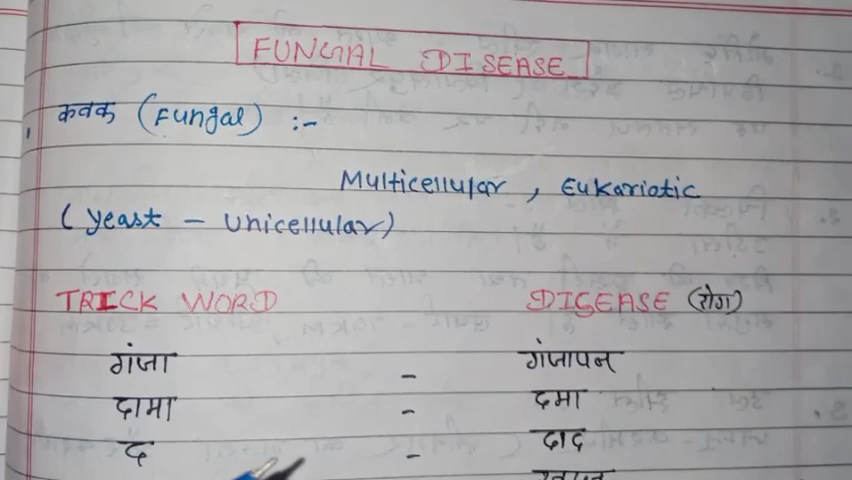 FUNGAL DISEASE
कवक (Fungal) :-
Multicellular, Eukariotic
(Yeast - Unicellular)
TRICK WORD DISEASE (रोग)
गंजा - गंजापन
दामा - दमा
द - दाद